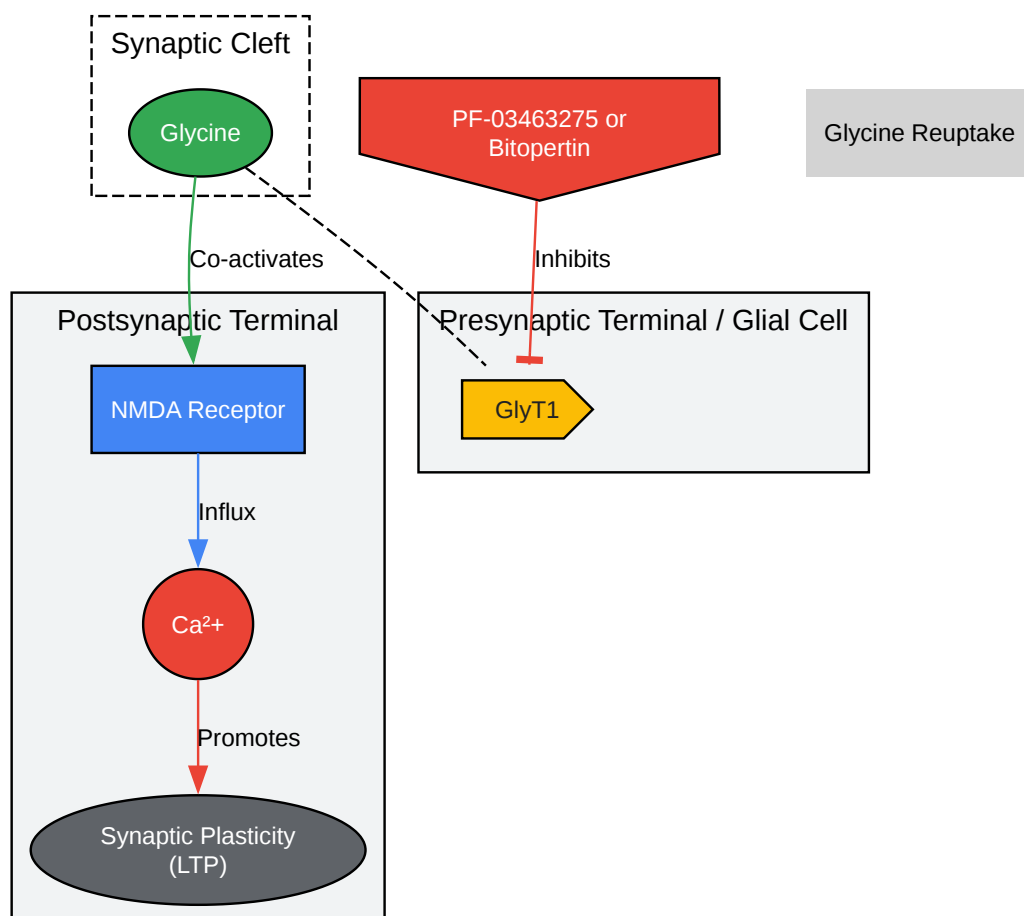 Synaptic Cleft
Glycine
PF-03463275 or
Bitopertin
Glycine Reuptake
Co-activates
Inhibits
Postsynaptic Terminal
Presynaptic Terminal / Glial Cell
NMDA Receptor
GlyT1
Influx
Ca²+
Promotes
Synaptic Plasticity
(LTP)